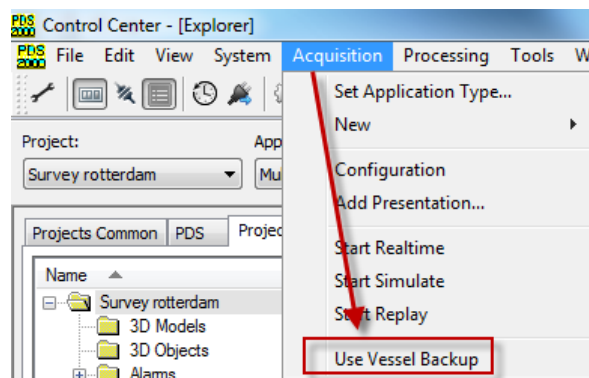 PDS 2000 Control Center - [Explorer]
PDS 2000 File Edit View System Acquisition Processing Tools W
Set Application Type...
New
Project: App
Survey rotterdam Mu
Configuration
Add Presentation...
Projects Common PDS Projec
Start Realtime
Name
Start Simulate
Survey rotterdam
Start Replay
3D Models
3D Objects
Use Vessel Backup
Alarms